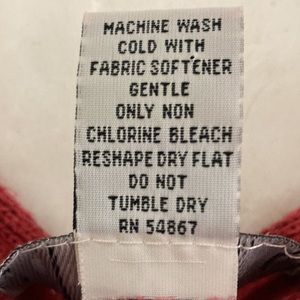 MACHINE WASH
COLD WITH
FABRIC SOFTENER
GENTLE
ONLY NON
CHLORINE BLEACH
RESHAPE DRY FLAT
DO NOT
TUMBLE DRY
RN 54867